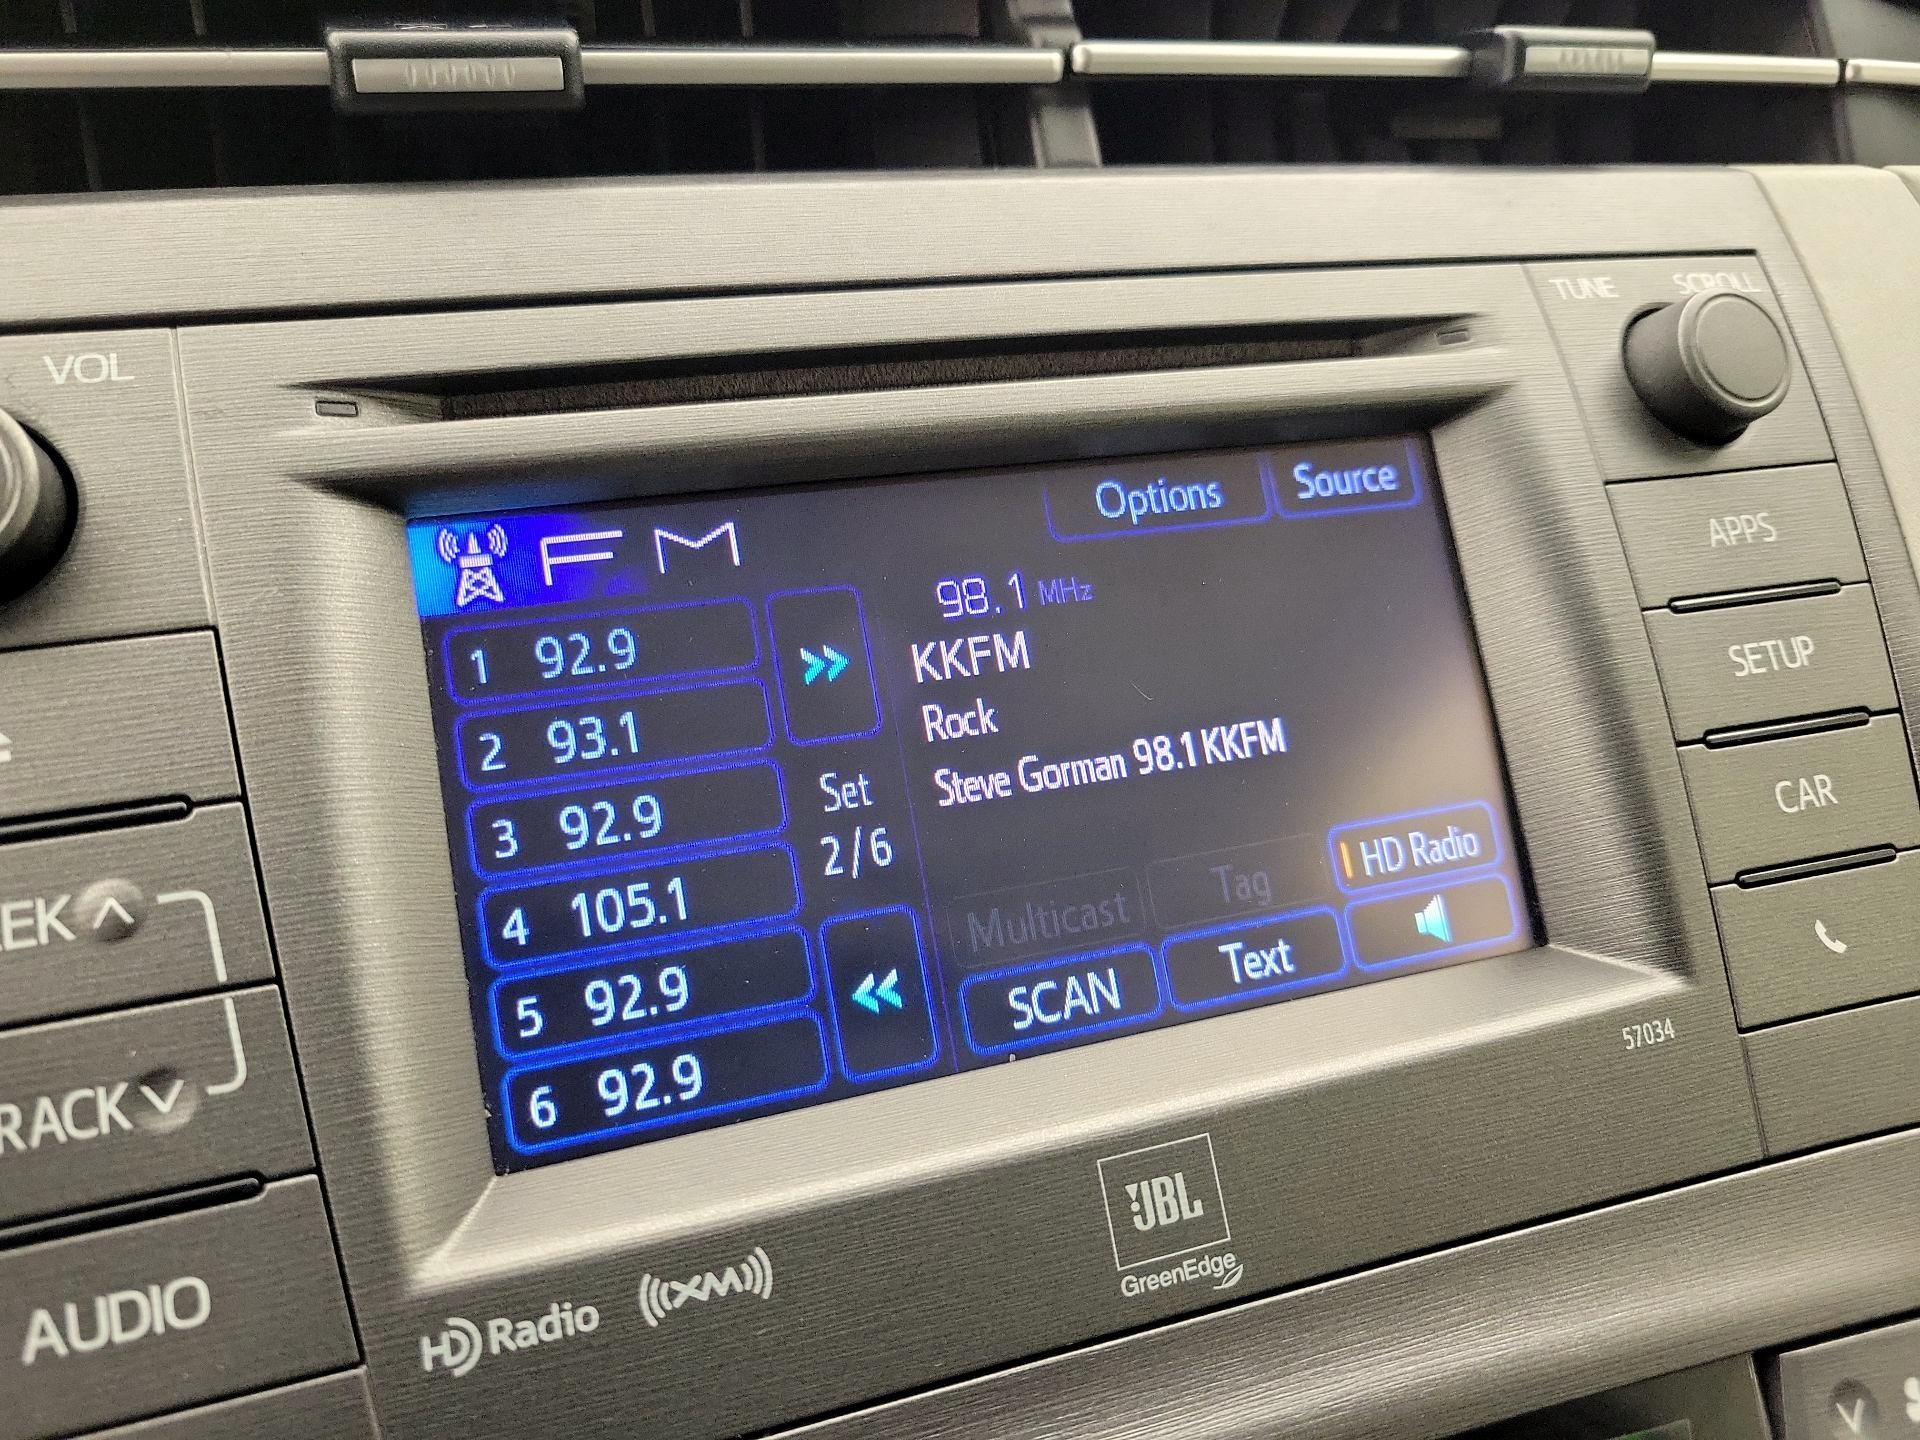 TUNE SCROLL
VOL
Options
Source
FM
98.1 MHz
1 92.9
KKFM
2 93.1
Rock
3 92.9
Steve Gorman 98.1 KKFM
Set
2/6
4 105.1
Multicast
Tag
HD Radio
5 92.9
SCAN
Text
6 92.9
APPS
SETUP
CAR
EEK
RACK
AUDIO
57034
JBL
GreenEdge
HD Radio
XM